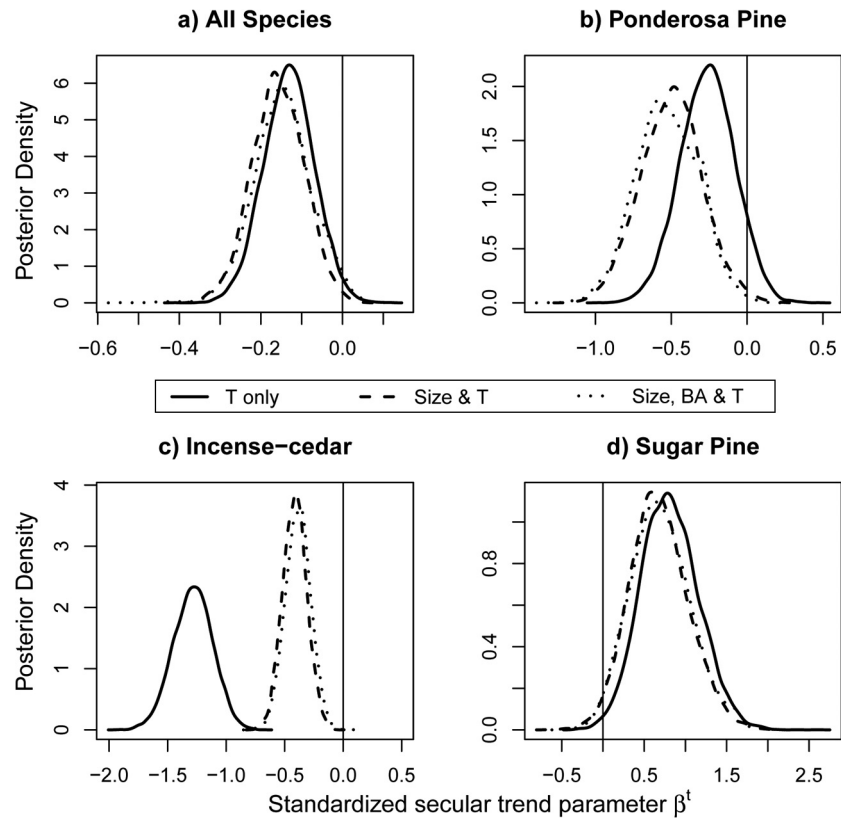 a) All Species
b) Ponderosa Pine
Posterior Density
0 1 2 3 4 5 6
−0.6 −0.4 −0.2 0.0
0.0 0.5 1.0 1.5 2.0
−1.0 −0.5 0.0 0.5
T only Size & T Size, BA & T
c) Incense−cedar
d) Sugar Pine
Posterior Density
0 1 2 3 4
−2.0 −1.5 −1.0 −0.5 0.0 0.5
0.0 0.4 0.8
−0.5 0.5 1.5 2.5
Standardized secular trend parameter βᵗ